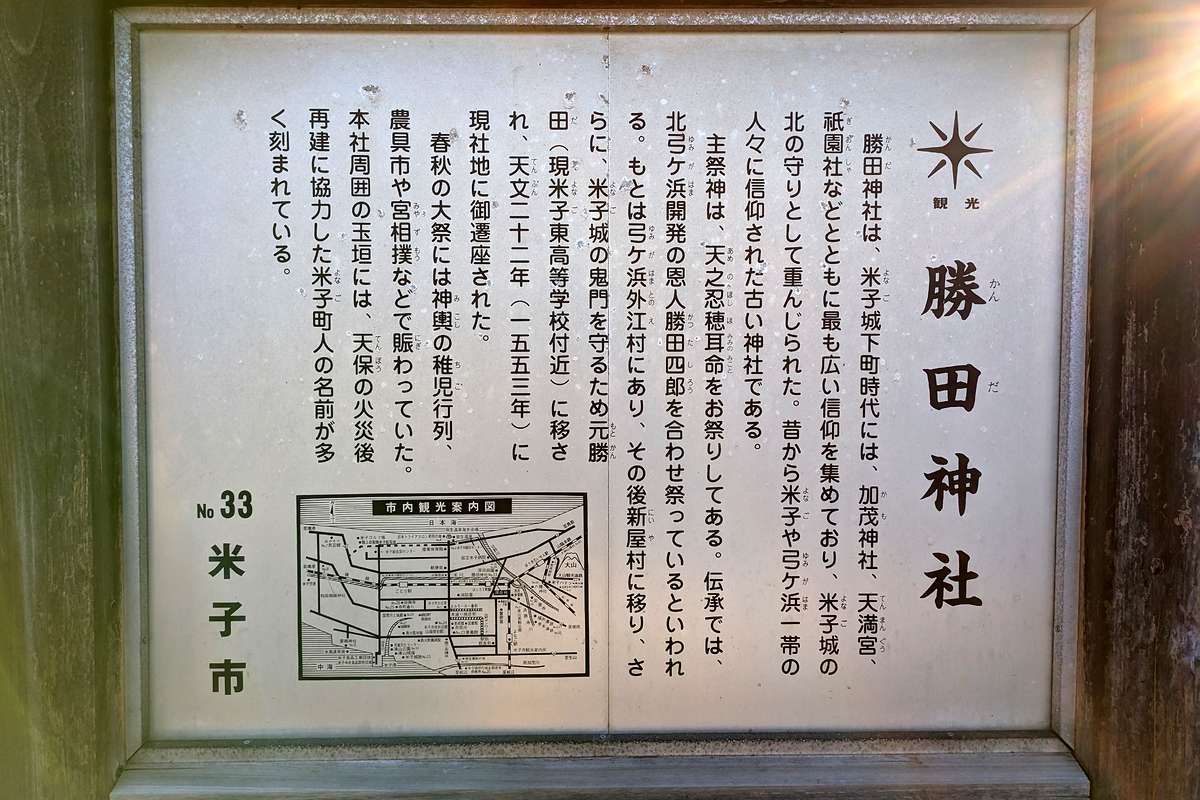 観光
勝田神社
勝田神社は、米子城下町時代には、加茂神社、天満宮、
祇園社などとともに最も広い信仰を集めており、米子城の
北の守りとして重んじられた。昔から米子や弓ケ浜一帯の
人々に信仰された古い神社である。
主祭神は、天之忍穂耳命をお祭りしてある。伝承では、
北弓ケ浜開発の恩人勝田四郎を合わせ祭っているといわれ
る。もとは弓ケ浜外江村にあり、その後新屋村に移り、さ
らに、米子城の鬼門を守るため元勝
田（現米子東高等学校付近）に移さ
れ、天文二十二年（一五五三年）に
現社地に御遷座された。
春秋の大祭には神輿の稚児行列、
農具市や宮相撲などで賑わっていた。
本社周囲の玉垣には、天保の火災後
再建に協力した米子町人の名前が多
く刻まれている。
市内観光案内図
日本海
大山
中海
No 33
米子市